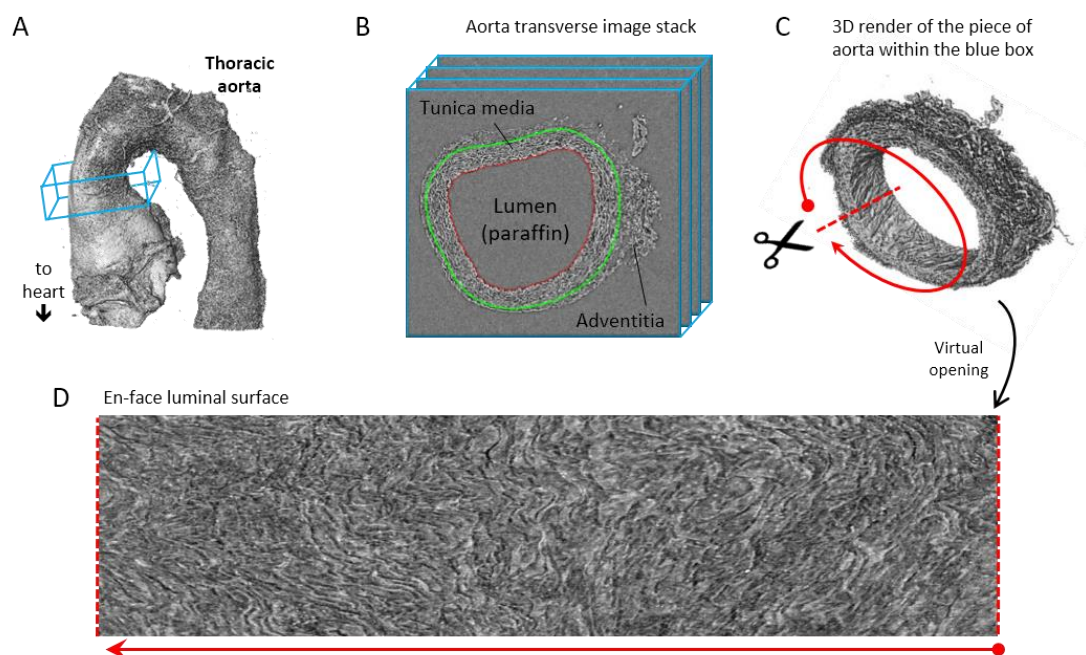 A
Thoracic
aorta
to
heart
B
Aorta transverse image stack
Tunica media
Lumen
(paraffin)
Adventitia
C
3D render of the piece of
aorta within the blue box
Virtual
opening
D
En-face luminal surface